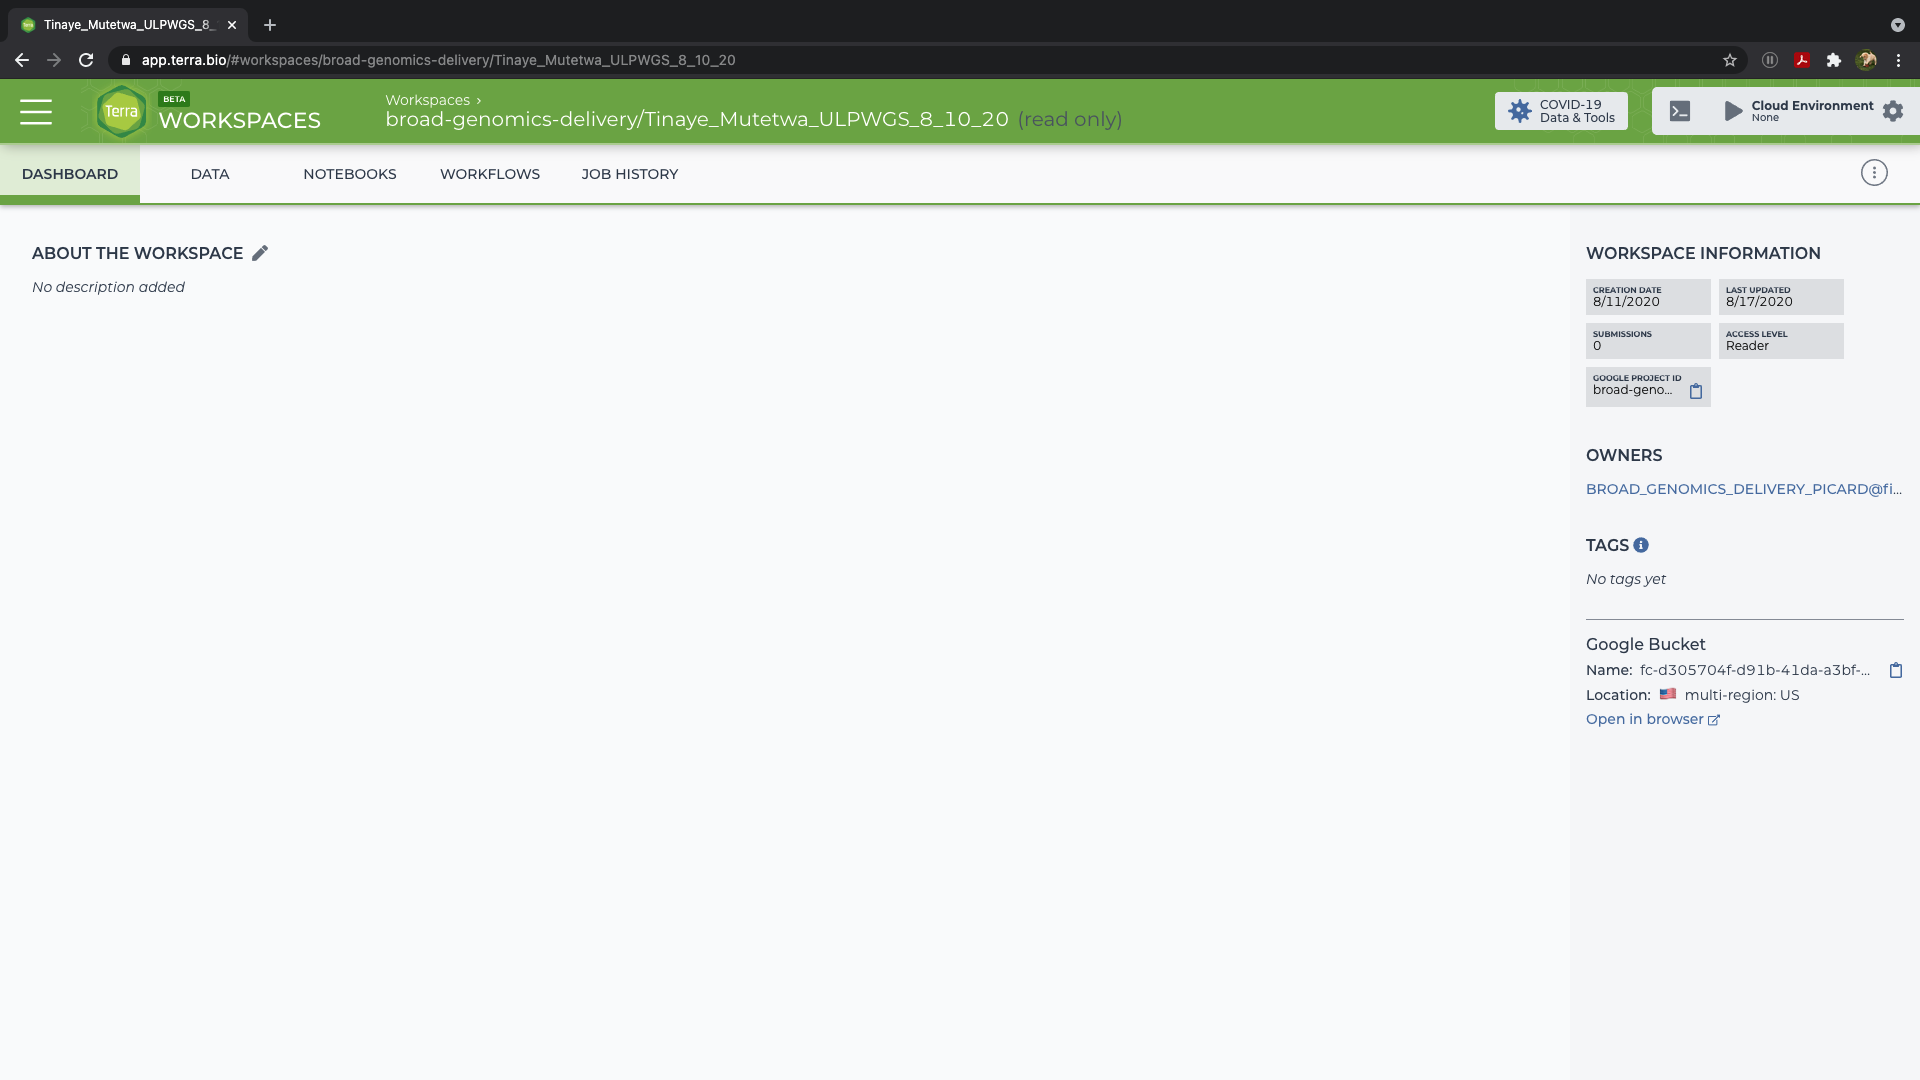 Tinaye_Mutetwa_ULPWGS_8_
app.terra.bio/#workspaces/broad-genomics-delivery/Tinaye_Mutetwa_ULPWGS_8_10_20
Terra
BETA
WORKSPACES
Workspaces ›
broad-genomics-delivery/Tinaye_Mutetwa_ULPWGS_8_10_20 (read only)
COVID-19
Data & Tools
Cloud Environment
None
DASHBOARD
DATA
NOTEBOOKS
WORKFLOWS
JOB HISTORY
ABOUT THE WORKSPACE
No description added
WORKSPACE INFORMATION
CREATION DATE
8/11/2020
LAST UPDATED
8/17/2020
SUBMISSIONS
0
ACCESS LEVEL
Reader
GOOGLE PROJECT ID
broad-geno...
OWNERS
BROAD_GENOMICS_DELIVERY_PICARD@fi...
TAGS
No tags yet
Google Bucket
Name: fc-d305704f-d91b-41da-a3bf-...
Location: multi-region: US
Open in browser